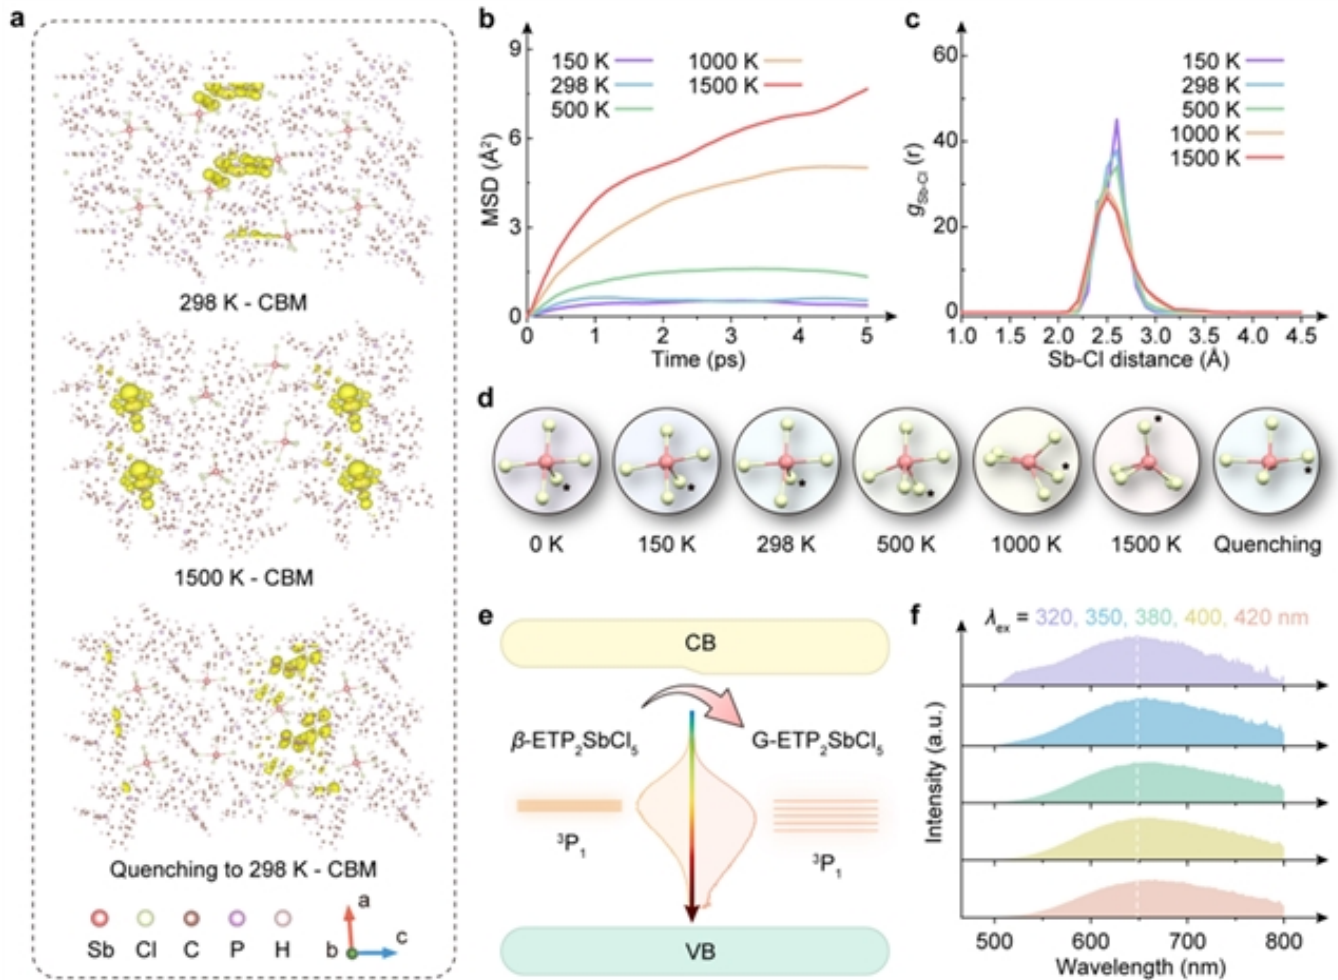 a
298 K - CBM
1500 K - CBM
Quenching to 298 K - CBM
Sb Cl C P H
a
b
c
b
MSD (Å²)
9
6
3
0
150 K
298 K
500 K
1000 K
1500 K
0 1 2 3 4 5
Time (ps)
c
g Sb-Cl (r)
60
40
20
0
150 K
298 K
500 K
1000 K
1500 K
1.0 1.5 2.0 2.5 3.0 3.5 4.0 4.5
Sb-Cl distance (Å)
d
* * * * * * *
0 K 150 K 298 K 500 K 1000 K 1500 K Quenching
e
CB
β-ETP₂SbCl₅
G-ETP₂SbCl₅
³P₁
³P₁
VB
f
λex = 320, 350, 380, 400, 420 nm
Intensity (a.u.)
500 600 700 800
Wavelength (nm)